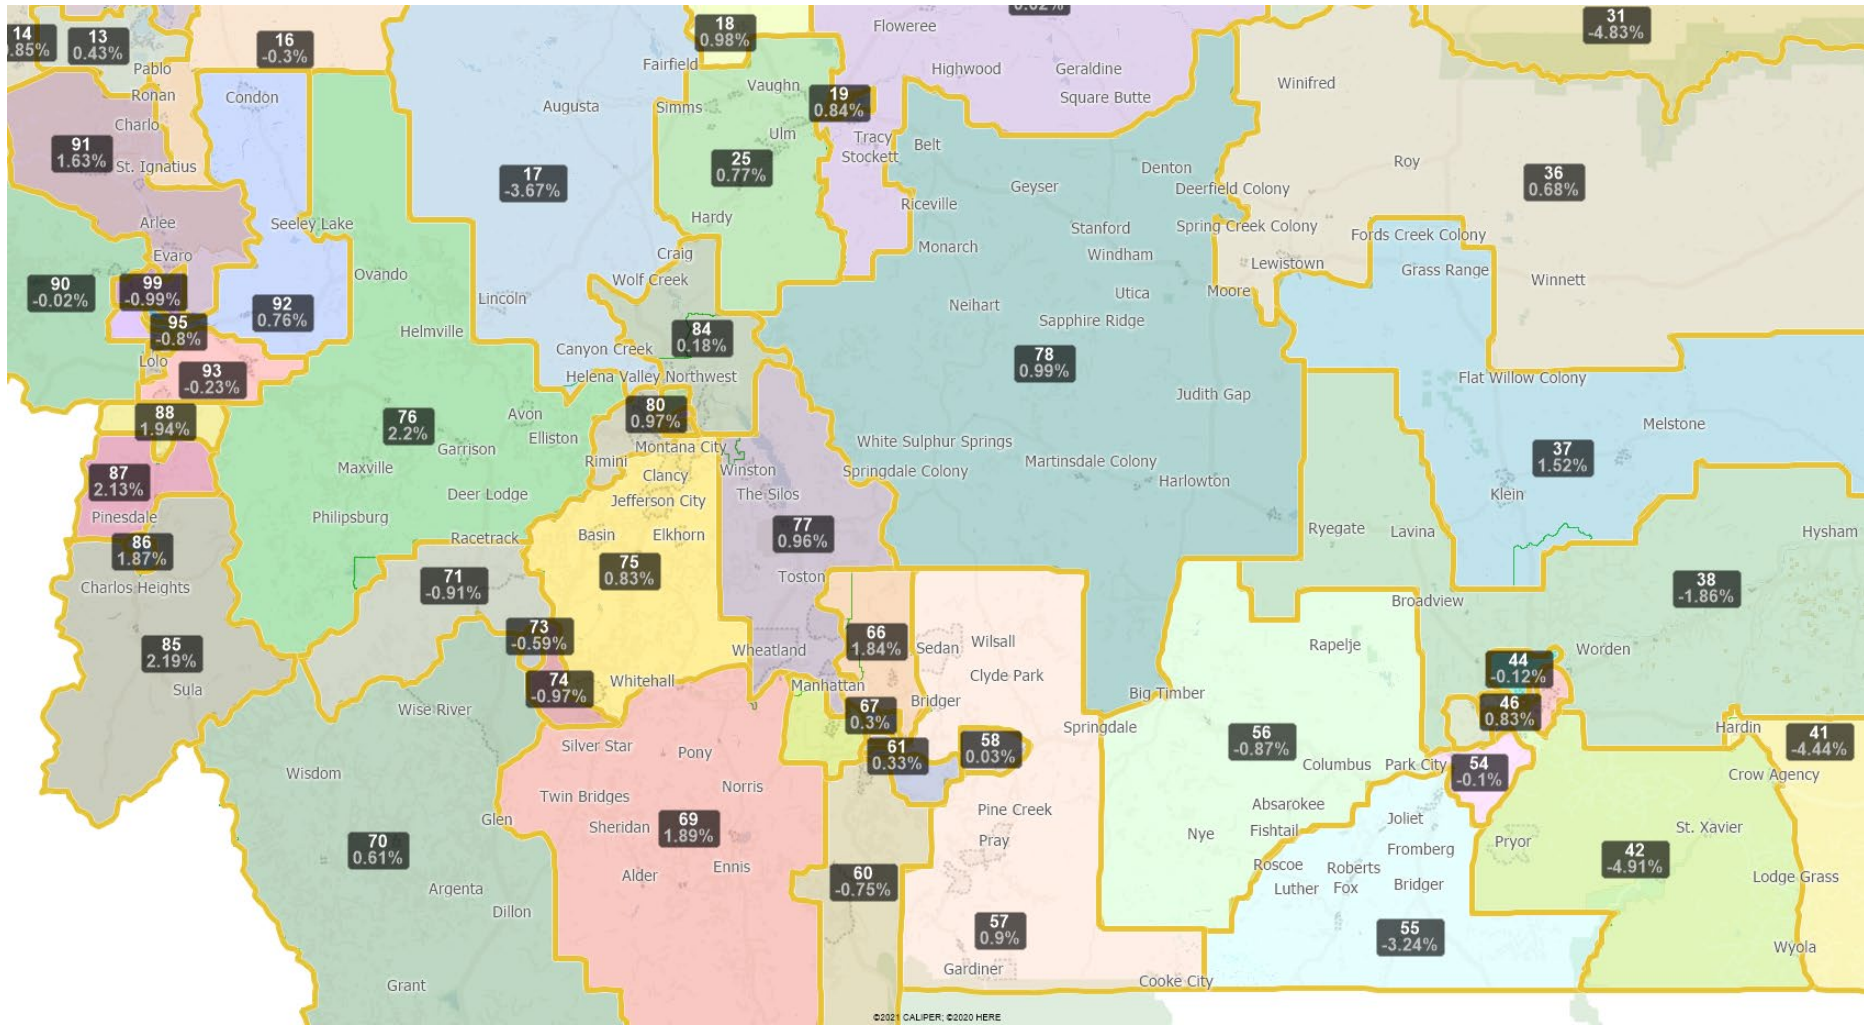 14
13
0.43%
16
-0.3%
18
0.98%
Floweree
31
-4.83%
Pablo
Ronan
Condon
Fairfield
Vaughn
Highwood
Geraldine
Square Butte
Winifred
Augusta
Simms
19
0.84%
Charlo
91
1.63%
St. Ignatius
17
-3.67%
Ulm
25
0.77%
Tracy
Stockett
Belt
Denton
Roy
36
0.68%
Geyser
Deerfield Colony
Arlee
Seeley Lake
Hardy
Riceville
Stanford
Spring Creek Colony
Fords Creek Colony
Evaro
Craig
Monarch
Windham
Lewistown
Grass Range
Ovando
Wolf Creek
Winnett
90
-0.02%
99
-0.99%
92
0.76%
Lincoln
Neihart
Utica
Moore
95
-0.8%
Helmville
84
0.18%
Sapphire Ridge
Lolo
93
-0.23%
Canyon Creek
Helena Valley Northwest
78
0.99%
Flat Willow Colony
Judith Gap
88
1.94%
76
2.2%
Avon
80
0.97%
Melstone
Elliston
Garrison
Montana City
White Sulphur Springs
37
1.52%
Maxville
Rimini
Winston
Springdale Colony
Martinsdale Colony
Harlowton
87
2.13%
Clancy
Deer Lodge
Jefferson City
The Silos
Klein
Pinesdale
Philipsburg
Racetrack
Basin
Elkhorn
77
0.96%
Ryegate
Lavina
Hysham
86
1.87%
Charlos Heights
71
-0.91%
75
0.83%
Toston
38
-1.86%
Broadview
85
2.19%
73
-0.59%
Wheatland
66
1.84%
Sedan
Wilsall
Rapelje
Worden
44
-0.12%
Sula
74
-0.97%
Whitehall
Manhattan
Clyde Park
Big Timber
Wise River
67
0.3%
Bridger
46
0.83%
Springdale
Hardin
Silver Star
Pony
61
0.33%
58
0.03%
56
-0.87%
41
-4.44%
Wisdom
Columbus
Park City
54
-0.1%
Crow Agency
Twin Bridges
Norris
Pine Creek
Absarokee
Joliet
Glen
Sheridan
69
1.89%
Nye
Fishtail
St. Xavier
70
0.61%
Pray
Pryor
Fromberg
42
-4.91%
Alder
Ennis
60
-0.75%
Roscoe
Roberts
Luther
Fox
Bridger
Lodge Grass
Argenta
Dillon
57
0.9%
55
-3.24%
Wyola
Gardiner
Cooke City
Grant
©2021 CALIPER; ©2020 HERE